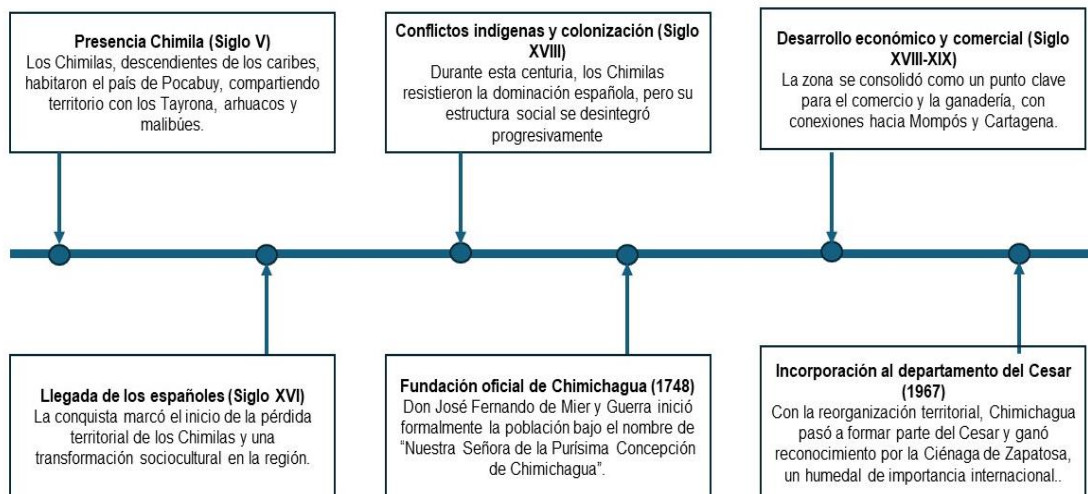 Presencia Chimila (Siglo V)
Los Chimilas, descendientes de los caribes,
habitaron el país de Pocabuy, compartiendo
territorio con los Tayrona, arhuacos y
malibúes.
Llegada de los españoles (Siglo XVI)
La conquista marcó el inicio de la pérdida
territorial de los Chimilas y una
transformación sociocultural en la región.
Conflictos indígenas y colonización (Siglo
XVIII)
Durante esta centuria, los Chimilas
resistieron la dominación española, pero su
estructura social se desintegró
progresivamente
Fundación oficial de Chimichagua (1748)
Don José Fernando de Mier y Guerra inició
formalmente la población bajo el nombre de
“Nuestra Señora de la Purísima Concepción
de Chimichagua”.
Desarrollo económico y comercial (Siglo
XVIII-XIX)
La zona se consolidó como un punto clave
para el comercio y la ganadería, con
conexiones hacia Mompós y Cartagena.
Incorporación al departamento del Cesar
(1967)
Con la reorganización territorial, Chimichagua
pasó a formar parte del Cesar y ganó
reconocimiento por la Ciénaga de Zapatosa,
un humedal de importancia internacional..